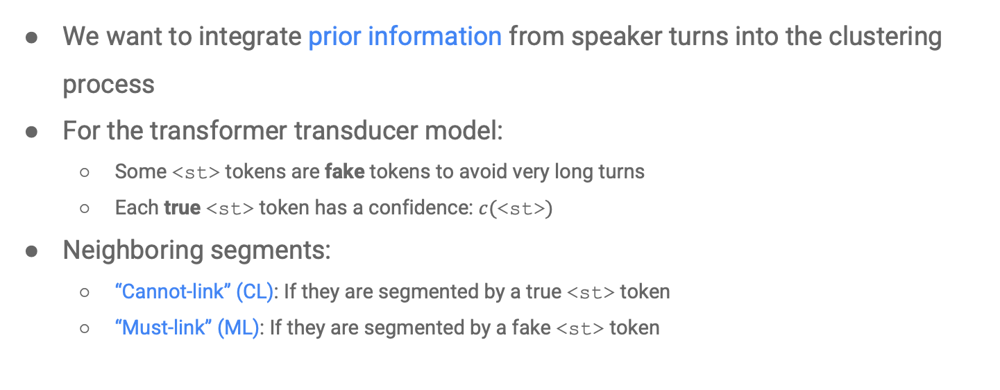 ● We want to integrate prior information from speaker turns into the clustering
process
● For the transformer transducer model:
○ Some <st> tokens are fake tokens to avoid very long turns
○ Each true <st> token has a confidence: c(<st>)
● Neighboring segments:
○ “Cannot-link” (CL): If they are segmented by a true <st> token
○ “Must-link” (ML): If they are segmented by a fake <st> token